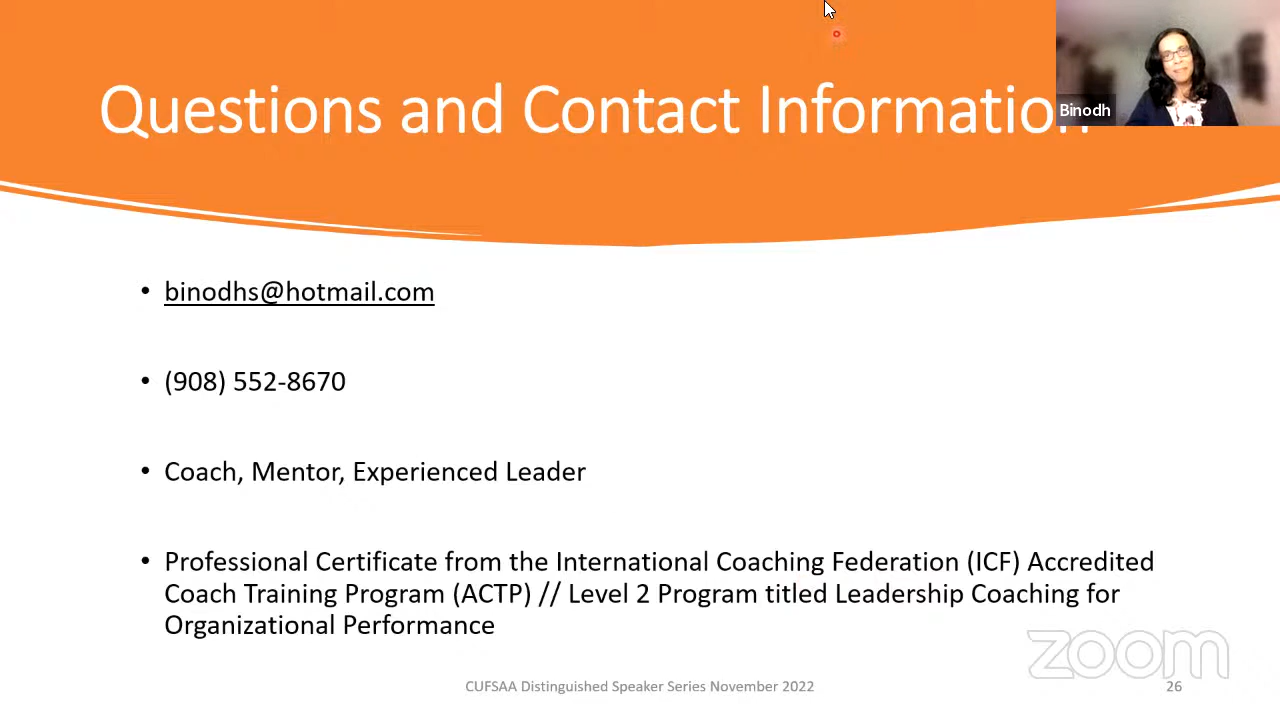 Questions and Contact Information
Binodh
• binodhs@hotmail.com
• (908) 552-8670
• Coach, Mentor, Experienced Leader
• Professional Certificate from the International Coaching Federation (ICF) Accredited
Coach Training Program (ACTP) // Level 2 Program titled Leadership Coaching for
Organizational Performance
zoom
CUFSAA Distinguished Speaker Series November 2022
26